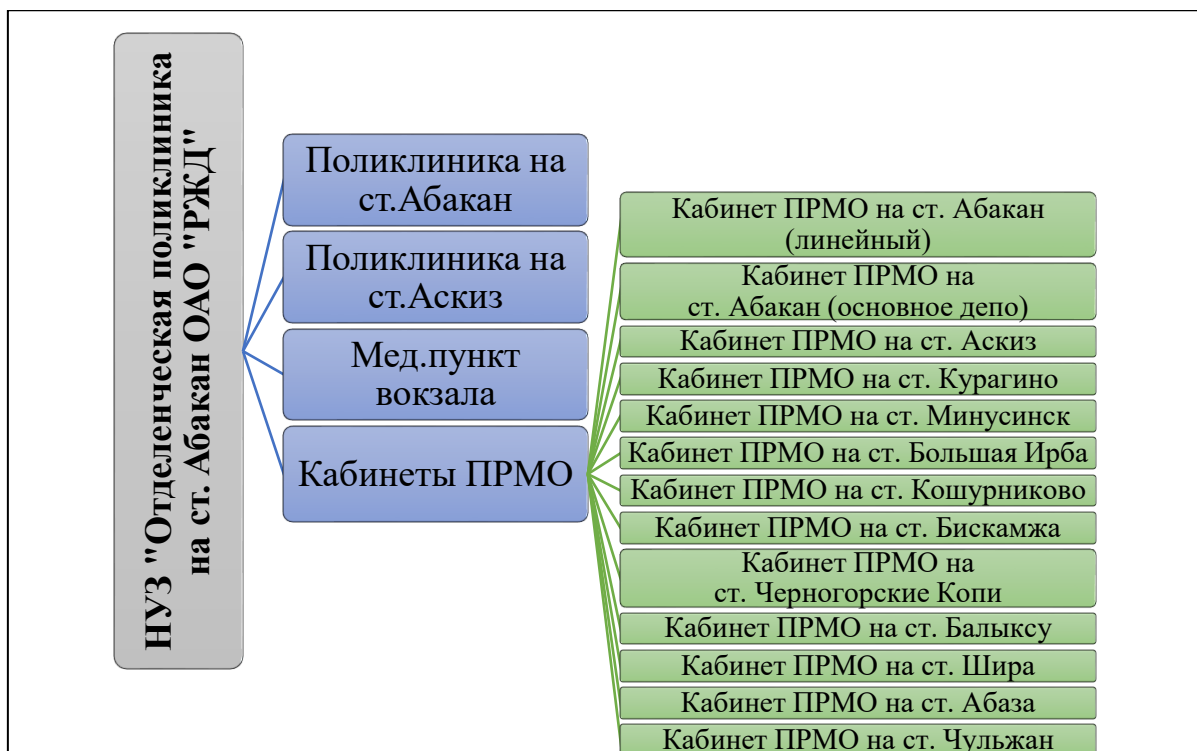 НУЗ "Отделенческая поликлиника
на ст. Абакан ОАО "РЖД"
Поликлиника на
ст.Абакан
Поликлиника на
ст.Аскиз
Мед.пункт
вокзала
Кабинеты ПРМО
Кабинет ПРМО на ст. Абакан
(линейный)
Кабинет ПРМО на
ст. Абакан (основное депо)
Кабинет ПРМО на ст. Аскиз
Кабинет ПРМО на ст. Курагино
Кабинет ПРМО на ст. Минусинск
Кабинет ПРМО на ст. Большая Ирба
Кабинет ПРМО на ст. Кошурниково
Кабинет ПРМО на ст. Бискамжа
Кабинет ПРМО на
ст. Черногорские Копи
Кабинет ПРМО на ст. Балыксу
Кабинет ПРМО на ст. Шира
Кабинет ПРМО на ст. Абаза
Кабинет ПРМО на ст. Чульжан